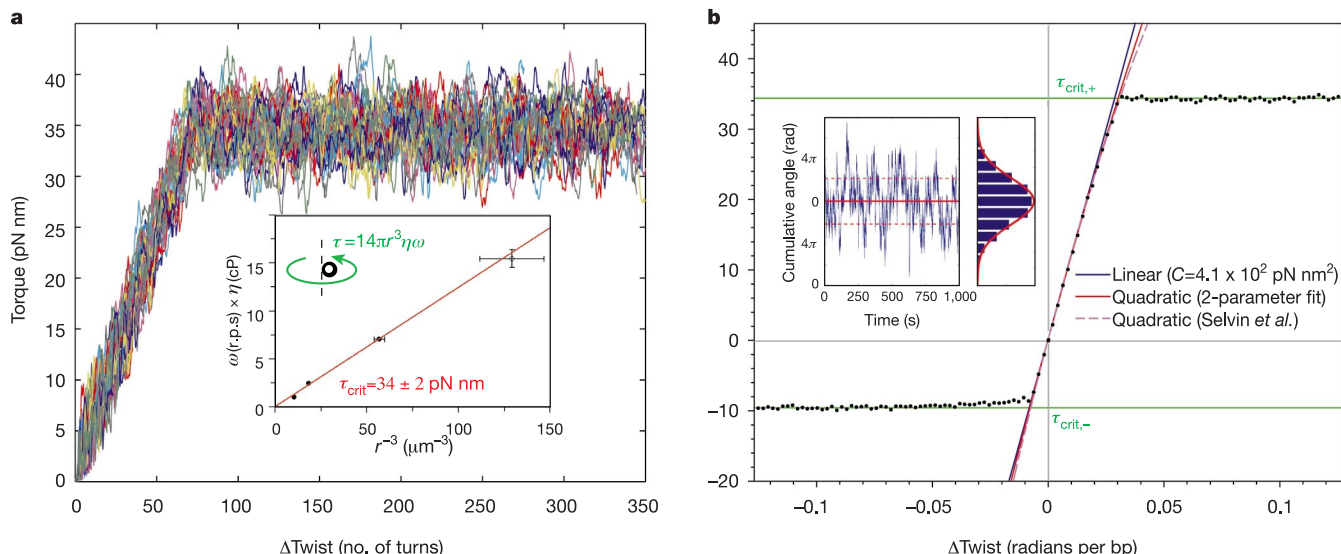 a
Torque (pN nm)
40
35
30
25
20
15
10
5
0
0 50 100 150 200 250 300 350
ΔTwist (no. of turns)
ω(r.p.s) × η (cP)
15
10
5
0
0 50 100 150
r⁻³ (μm⁻³)
τ=14πr³ηω
τcrit=34 ± 2 pN nm
b
40
30
20
10
0
−10
−20
−0.1 −0.05 0 0.05 0.1
ΔTwist (radians per bp)
τcrit,+
τcrit,−
Cumulative angle (rad)
4π
0
4π
0 250 500 750 1,000
Time (s)
Linear (C=4.1 x 10² pN nm²)
Quadratic (2-parameter fit)
Quadratic (Selvin et al.)